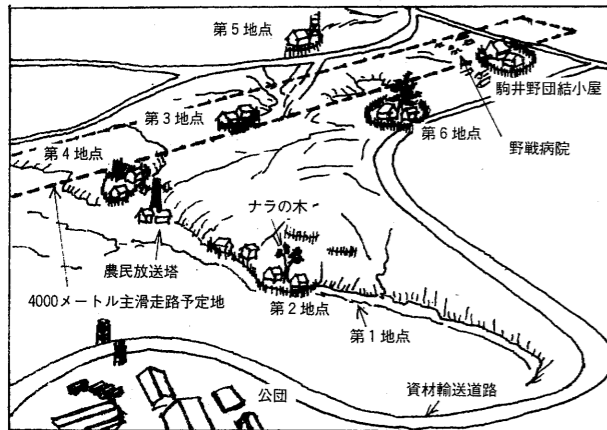 第5地点
駒井野団結小屋
第3地点
第6地点
野戦病院
第4地点
ナラの木
農民放送塔
4000メートル主滑走路予定地
第2地点
第1地点
公団
資材輸送道路